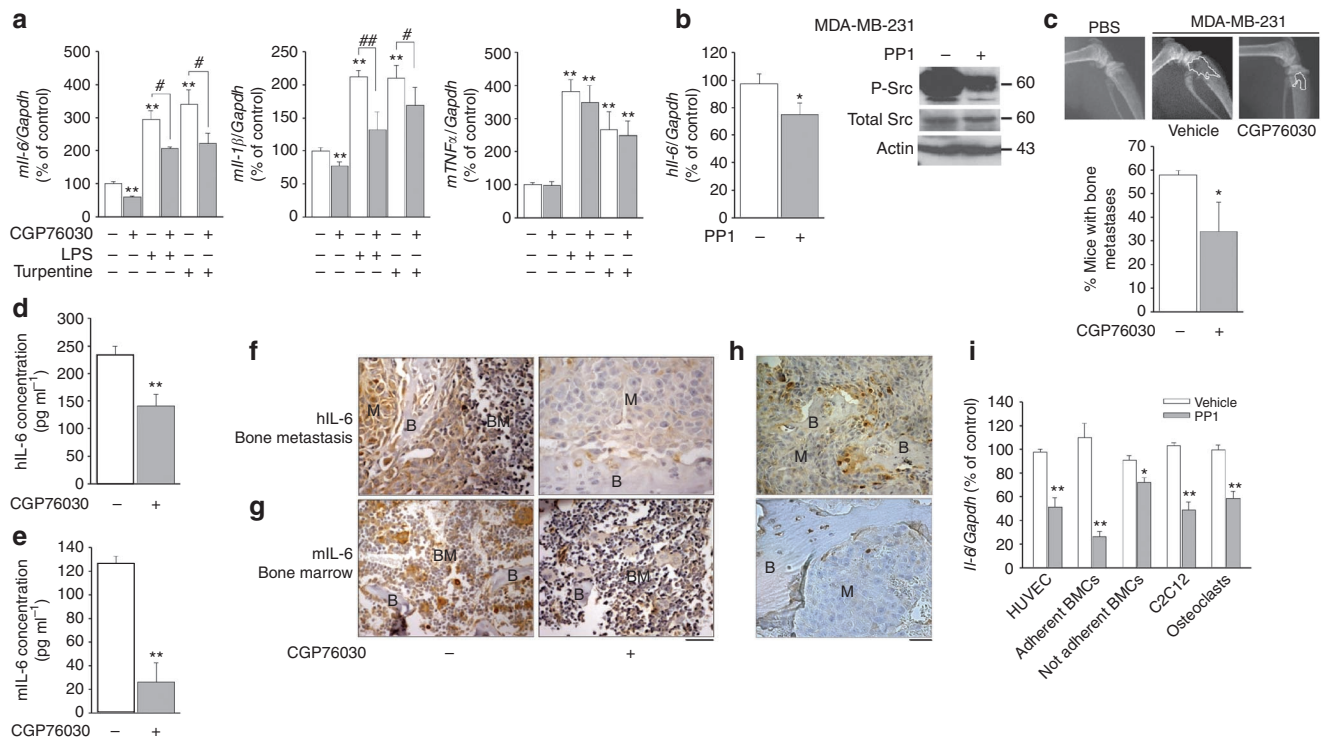 a
mIl-6/Gapdh
(% of control)
500
400
300
200
100
0
**
**
#
**
#
mIl-1β/Gapdh
(% of control)
250
200
150
100
50
0
**
**
##
**
#
mTNFα/Gapdh
(% of control)
500
400
300
200
100
0
**
**
**
**
CGP76030
– + – + – +
– + – + – +
– + – + – +
LPS
– – + + – –
– – + + – –
– – + + – –
Turpentine
– – – – + +
– – – – + +
– – – – + +
b
MDA-MB-231
hIl-6/Gapdh
(% of control)
120
100
80
60
40
20
0
*
PP1
– +
PP1 – +
P-Src 60
Total Src 60
Actin 43
c
PBS
MDA-MB-231
Vehicle
CGP76030
% Mice with bone
metastases
70
60
50
40
30
20
10
0
*
CGP76030 – +
d
hIL-6 concentration
(pg ml–1)
300
250
200
150
100
50
0
**
CGP76030 – +
e
mIL-6 concentration
(pg ml–1)
140
120
100
80
60
40
20
0
**
CGP76030 – +
f
hIL-6
Bone metastasis
M
B
BM
M
B
g
mIL-6
Bone marrow
BM
B
B
BM
B
CGP76030 – +
h
B
B
M
B
M
i
Il-6/Gapdh (% of control)
140
120
100
80
60
40
20
0
Vehicle
PP1
**
**
*
**
**
HUVEC
Adherent BMCs
Not adherent BMCs
C2C12
Osteoclasts